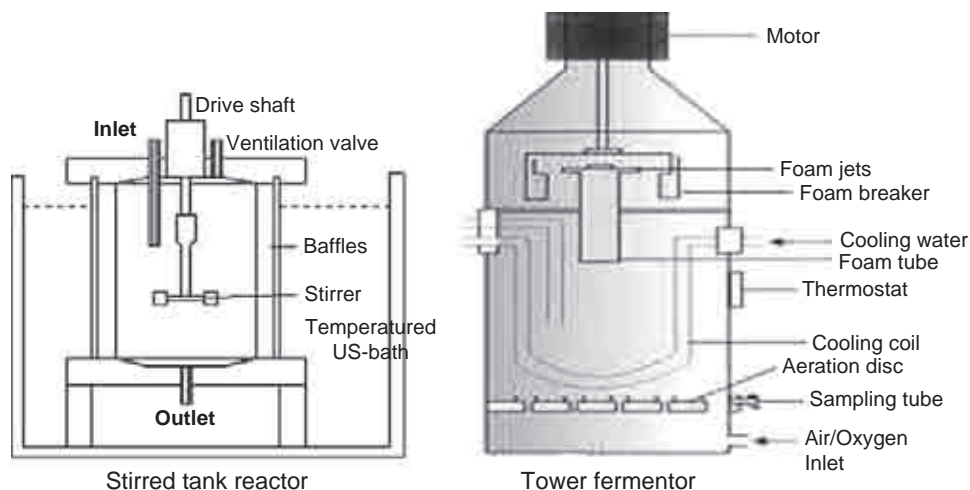 Drive shaft
Inlet
Ventilation valve
Baffles
Stirrer
Temperatured
US-bath
Outlet
Stirred tank reactor
Motor
Foam jets
Foam breaker
Cooling water
Foam tube
Thermostat
Cooling coil
Aeration disc
Sampling tube
Air/Oxygen
Inlet
Tower fermentor